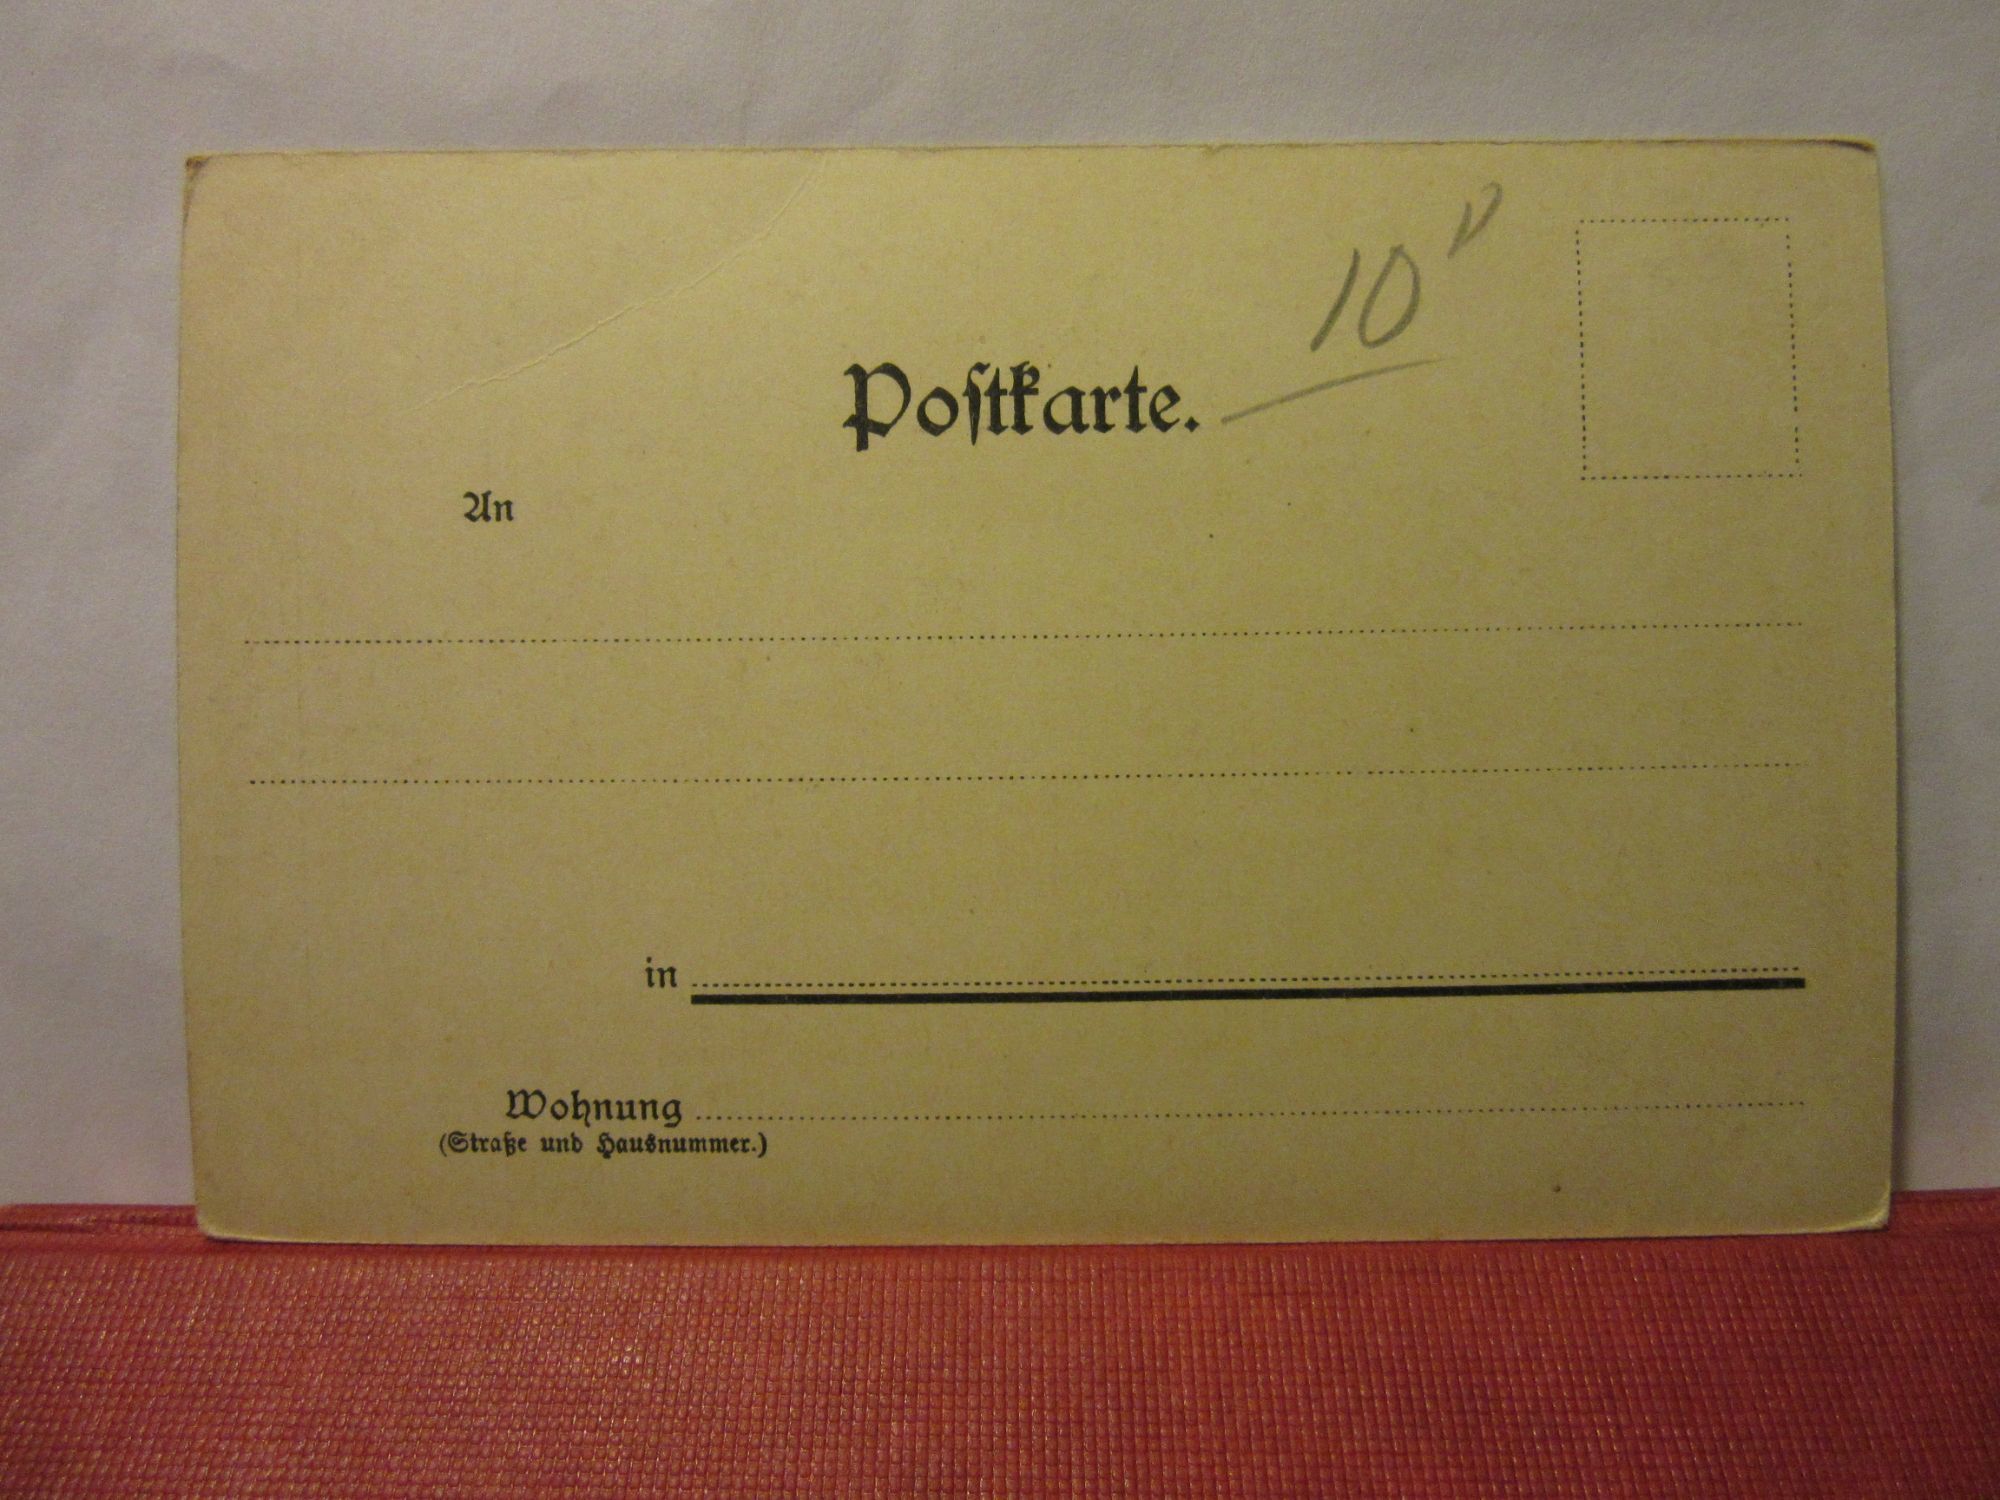 10
Postkarte.
An
in
Wohnung
(Straße und Hausnummer.)